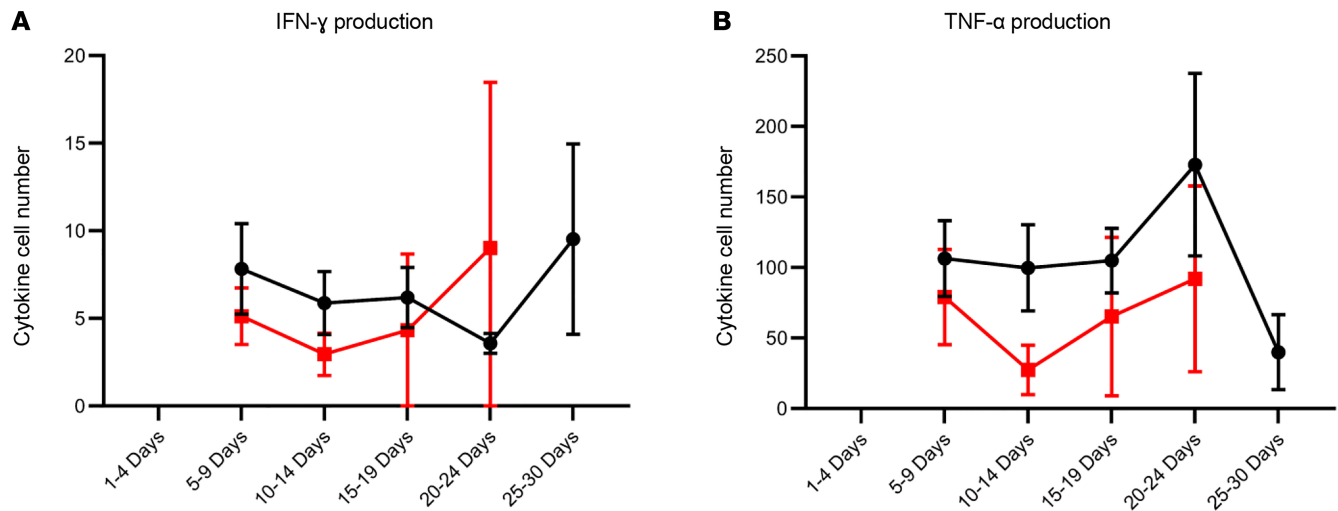 A
IFN-ɣ production
Cytokine cell number
20
15
10
5
0
1-4 Days
5-9 Days
10-14 Days
15-19 Days
20-24 Days
25-30 Days
B
TNF-α production
Cytokine cell number
250
200
150
100
50
0
1-4 Days
5-9 Days
10-14 Days
15-19 Days
20-24 Days
25-30 Days